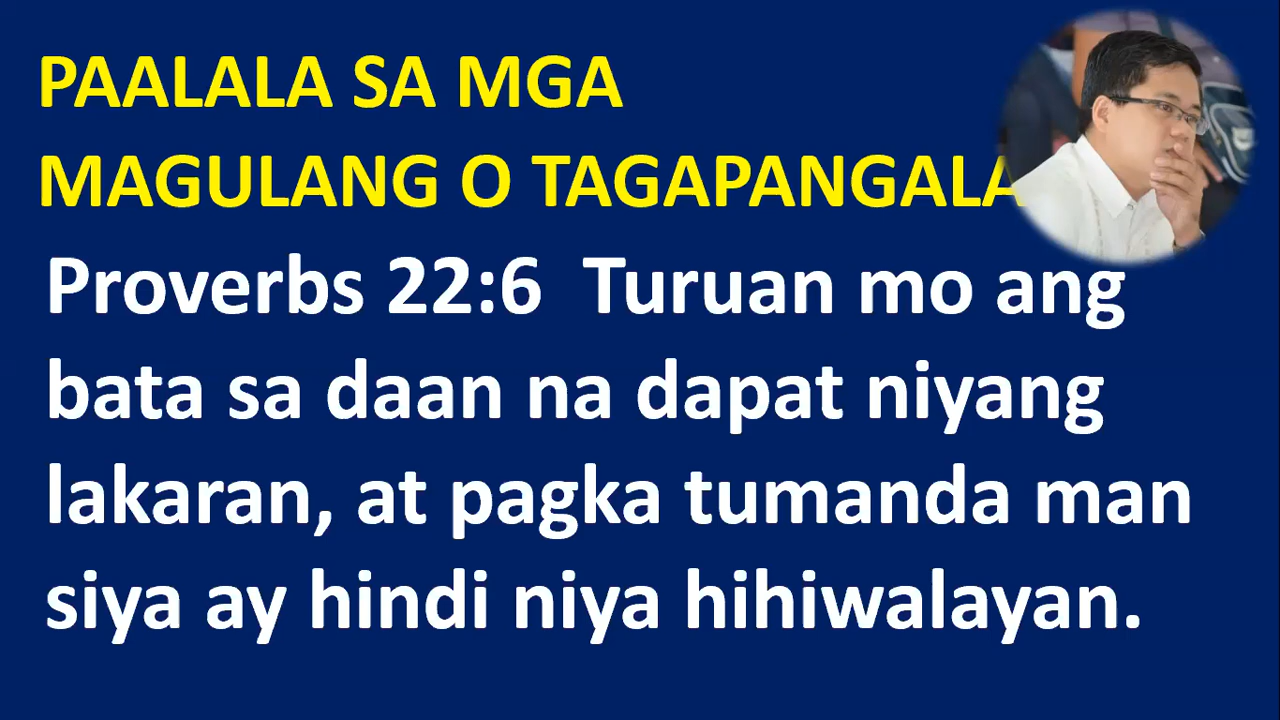 PAALALA SA MGA
MAGULANG O TAGAPANGALA
Proverbs 22:6 Turuan mo ang
bata sa daan na dapat niyang
lakaran, at pagka tumanda man
siya ay hindi niya hihiwalayan.